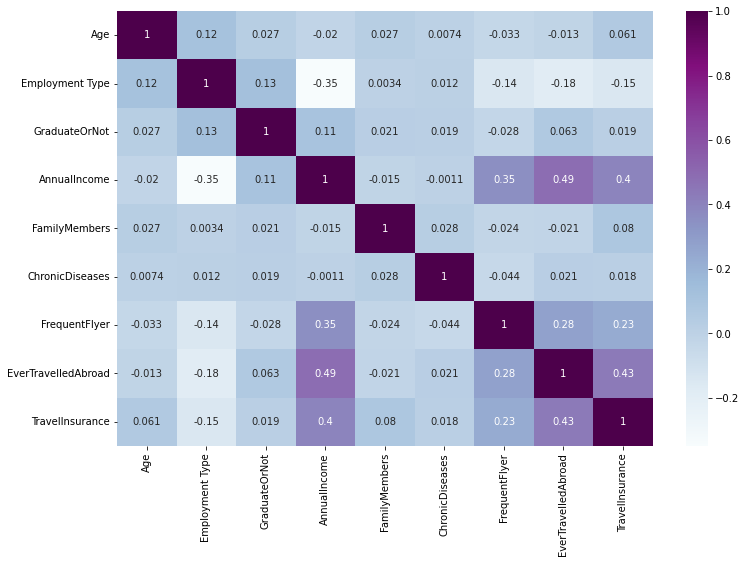 Age 1 0.12 0.027 -0.02 0.027 0.0074 -0.033 -0.013 0.061
Employment Type 0.12 1 0.13 -0.35 0.0034 0.012 -0.14 -0.18 -0.15
GraduateOrNot 0.027 0.13 1 0.11 0.021 0.019 -0.028 0.063 0.019
AnnualIncome -0.02 -0.35 0.11 1 -0.015 -0.0011 0.35 0.49 0.4
FamilyMembers 0.027 0.0034 0.021 -0.015 1 0.028 -0.024 -0.021 0.08
ChronicDiseases 0.0074 0.012 0.019 -0.0011 0.028 1 -0.044 0.021 0.018
FrequentFlyer -0.033 -0.14 -0.028 0.35 -0.024 -0.044 1 0.28 0.23
EverTravelledAbroad -0.013 -0.18 0.063 0.49 -0.021 0.021 0.28 1 0.43
TravelInsurance 0.061 -0.15 0.019 0.4 0.08 0.018 0.23 0.43 1
Age
Employment Type
GraduateOrNot
AnnualIncome
FamilyMembers
ChronicDiseases
FrequentFlyer
EverTravelledAbroad
TravelInsurance
1.0
0.8
0.6
0.4
0.2
0.0
-0.2